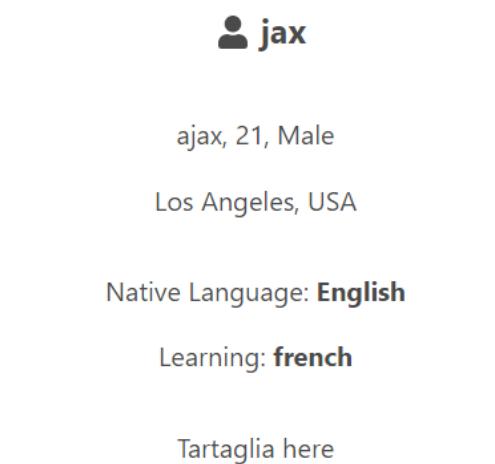 jax
ajax, 21, Male
Los Angeles, USA
Native Language: English
Learning: french
Tartaglia here